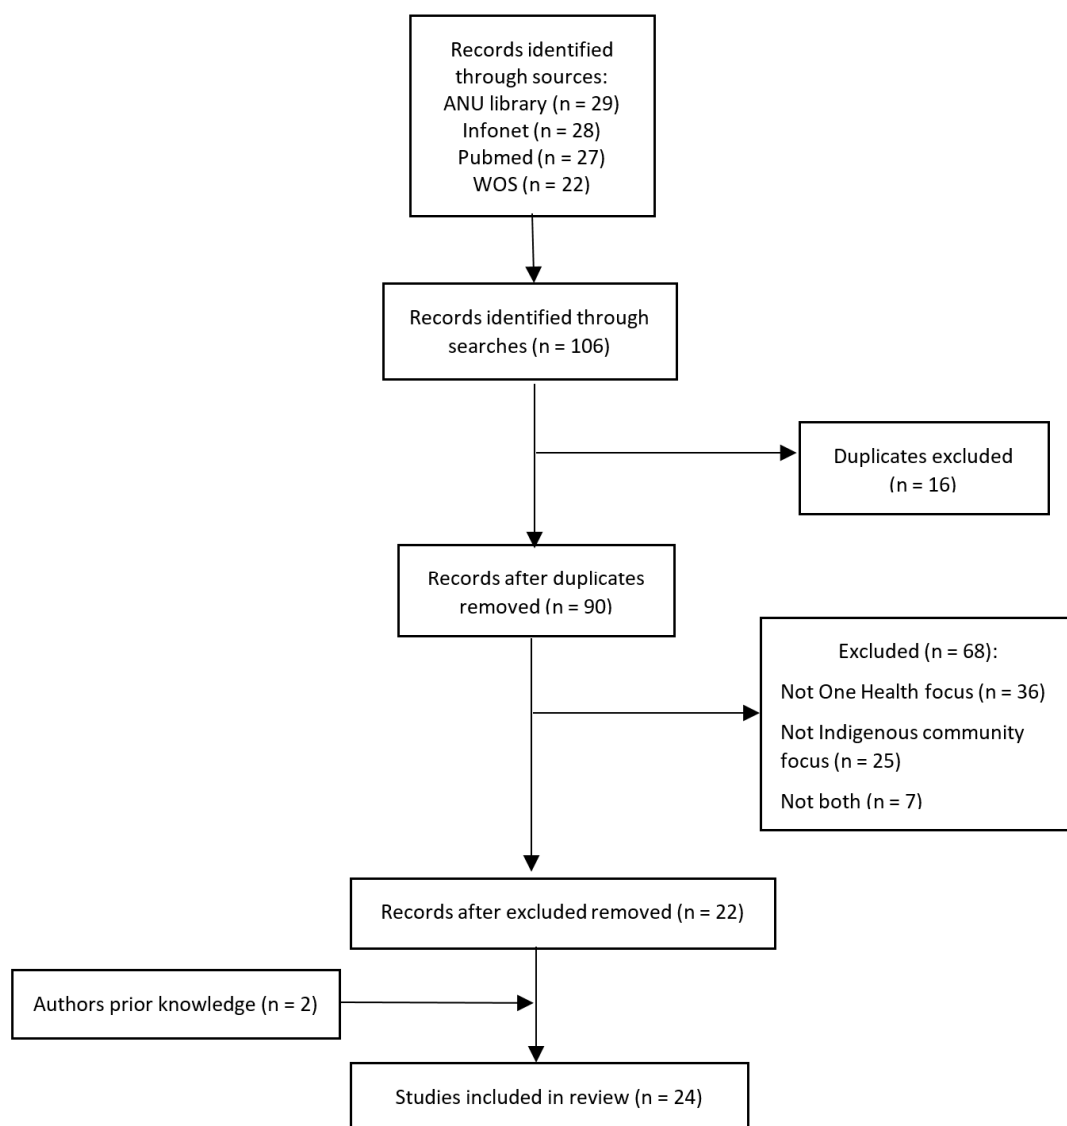 Records identified
through sources:
ANU library (n = 29)
Infonet (n = 28)
Pubmed (n = 27)
WOS (n = 22)
Records identified through
searches (n = 106)
Duplicates excluded
(n = 16)
Records after duplicates
removed (n = 90)
Excluded (n = 68):
Not One Health focus (n = 36)
Not Indigenous community
focus (n = 25)
Not both (n = 7)
Records after excluded removed (n = 22)
Authors prior knowledge (n = 2)
Studies included in review (n = 24)